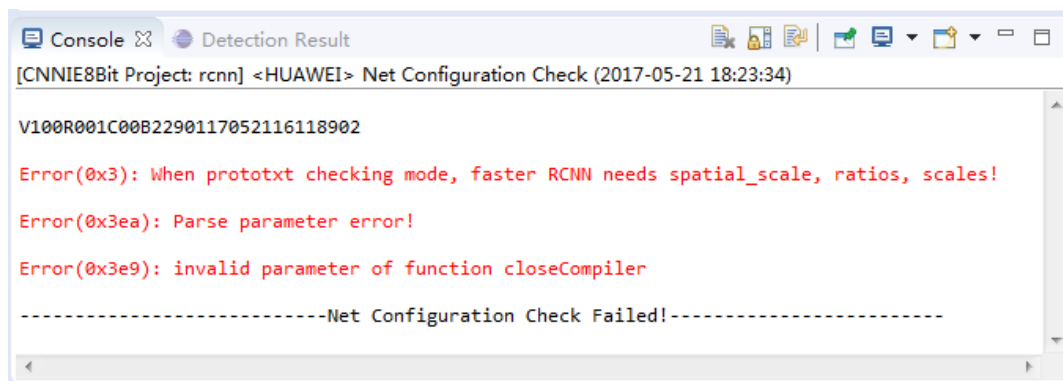 Console Detection Result
[CNNIE8Bit Project: rcnn] <HUAWEI> Net Configuration Check (2017-05-21 18:23:34)
V100R001C00B2290117052116118902
Error(0x3): When prototxt checking mode, faster RCNN needs spatial_scale, ratios, scales!
Error(0x3ea): Parse parameter error!
Error(0x3e9): invalid parameter of function closeCompiler
----------------------------Net Configuration Check Failed!-------------------------